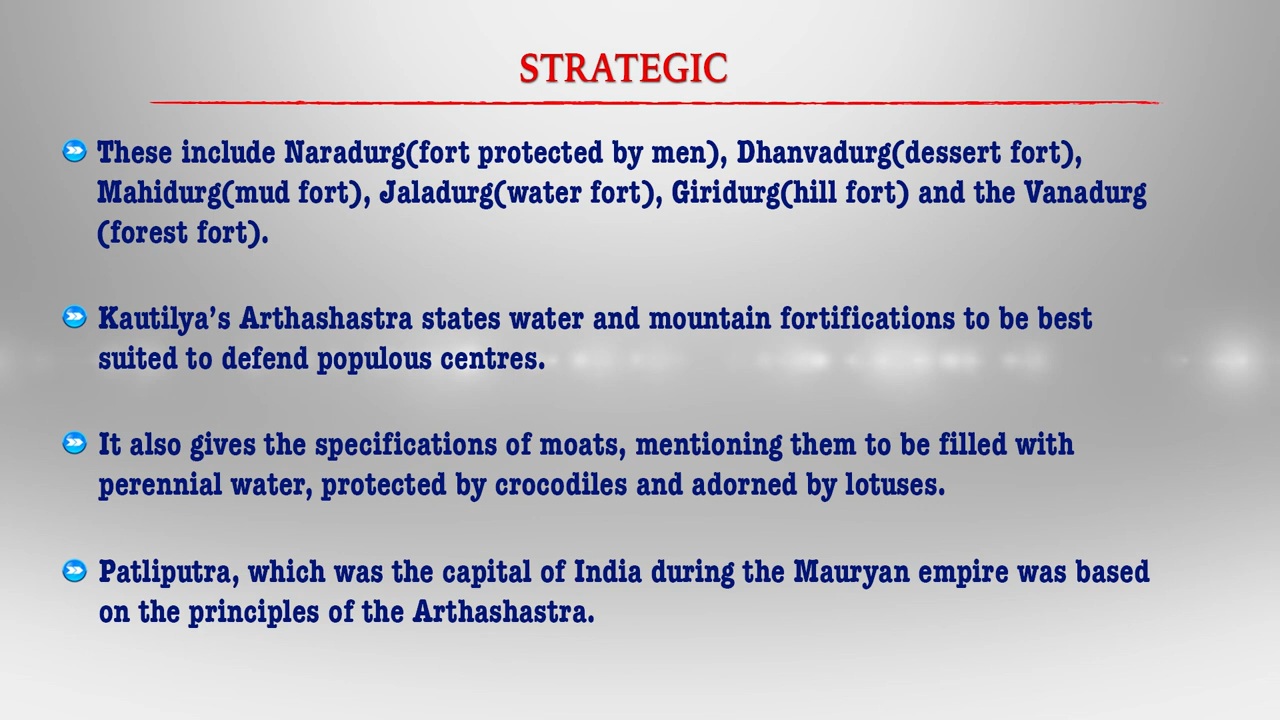 STRATEGIC
These include Naradurg(fort protected by men), Dhanvadurg(dessert fort),
Mahidurg(mud fort), Jaladurg(water fort), Giridurg(hill fort) and the Vanadurg
(forest fort).
Kautilya's Arthashastra states water and mountain fortifications to be best
suited to defend populous centres.
It also gives the specifications of moats, mentioning them to be filled with
perennial water, protected by crocodiles and adorned by lotuses.
Patliputra, which was the capital of India during the Mauryan empire was based
on the principles of the Arthashastra.